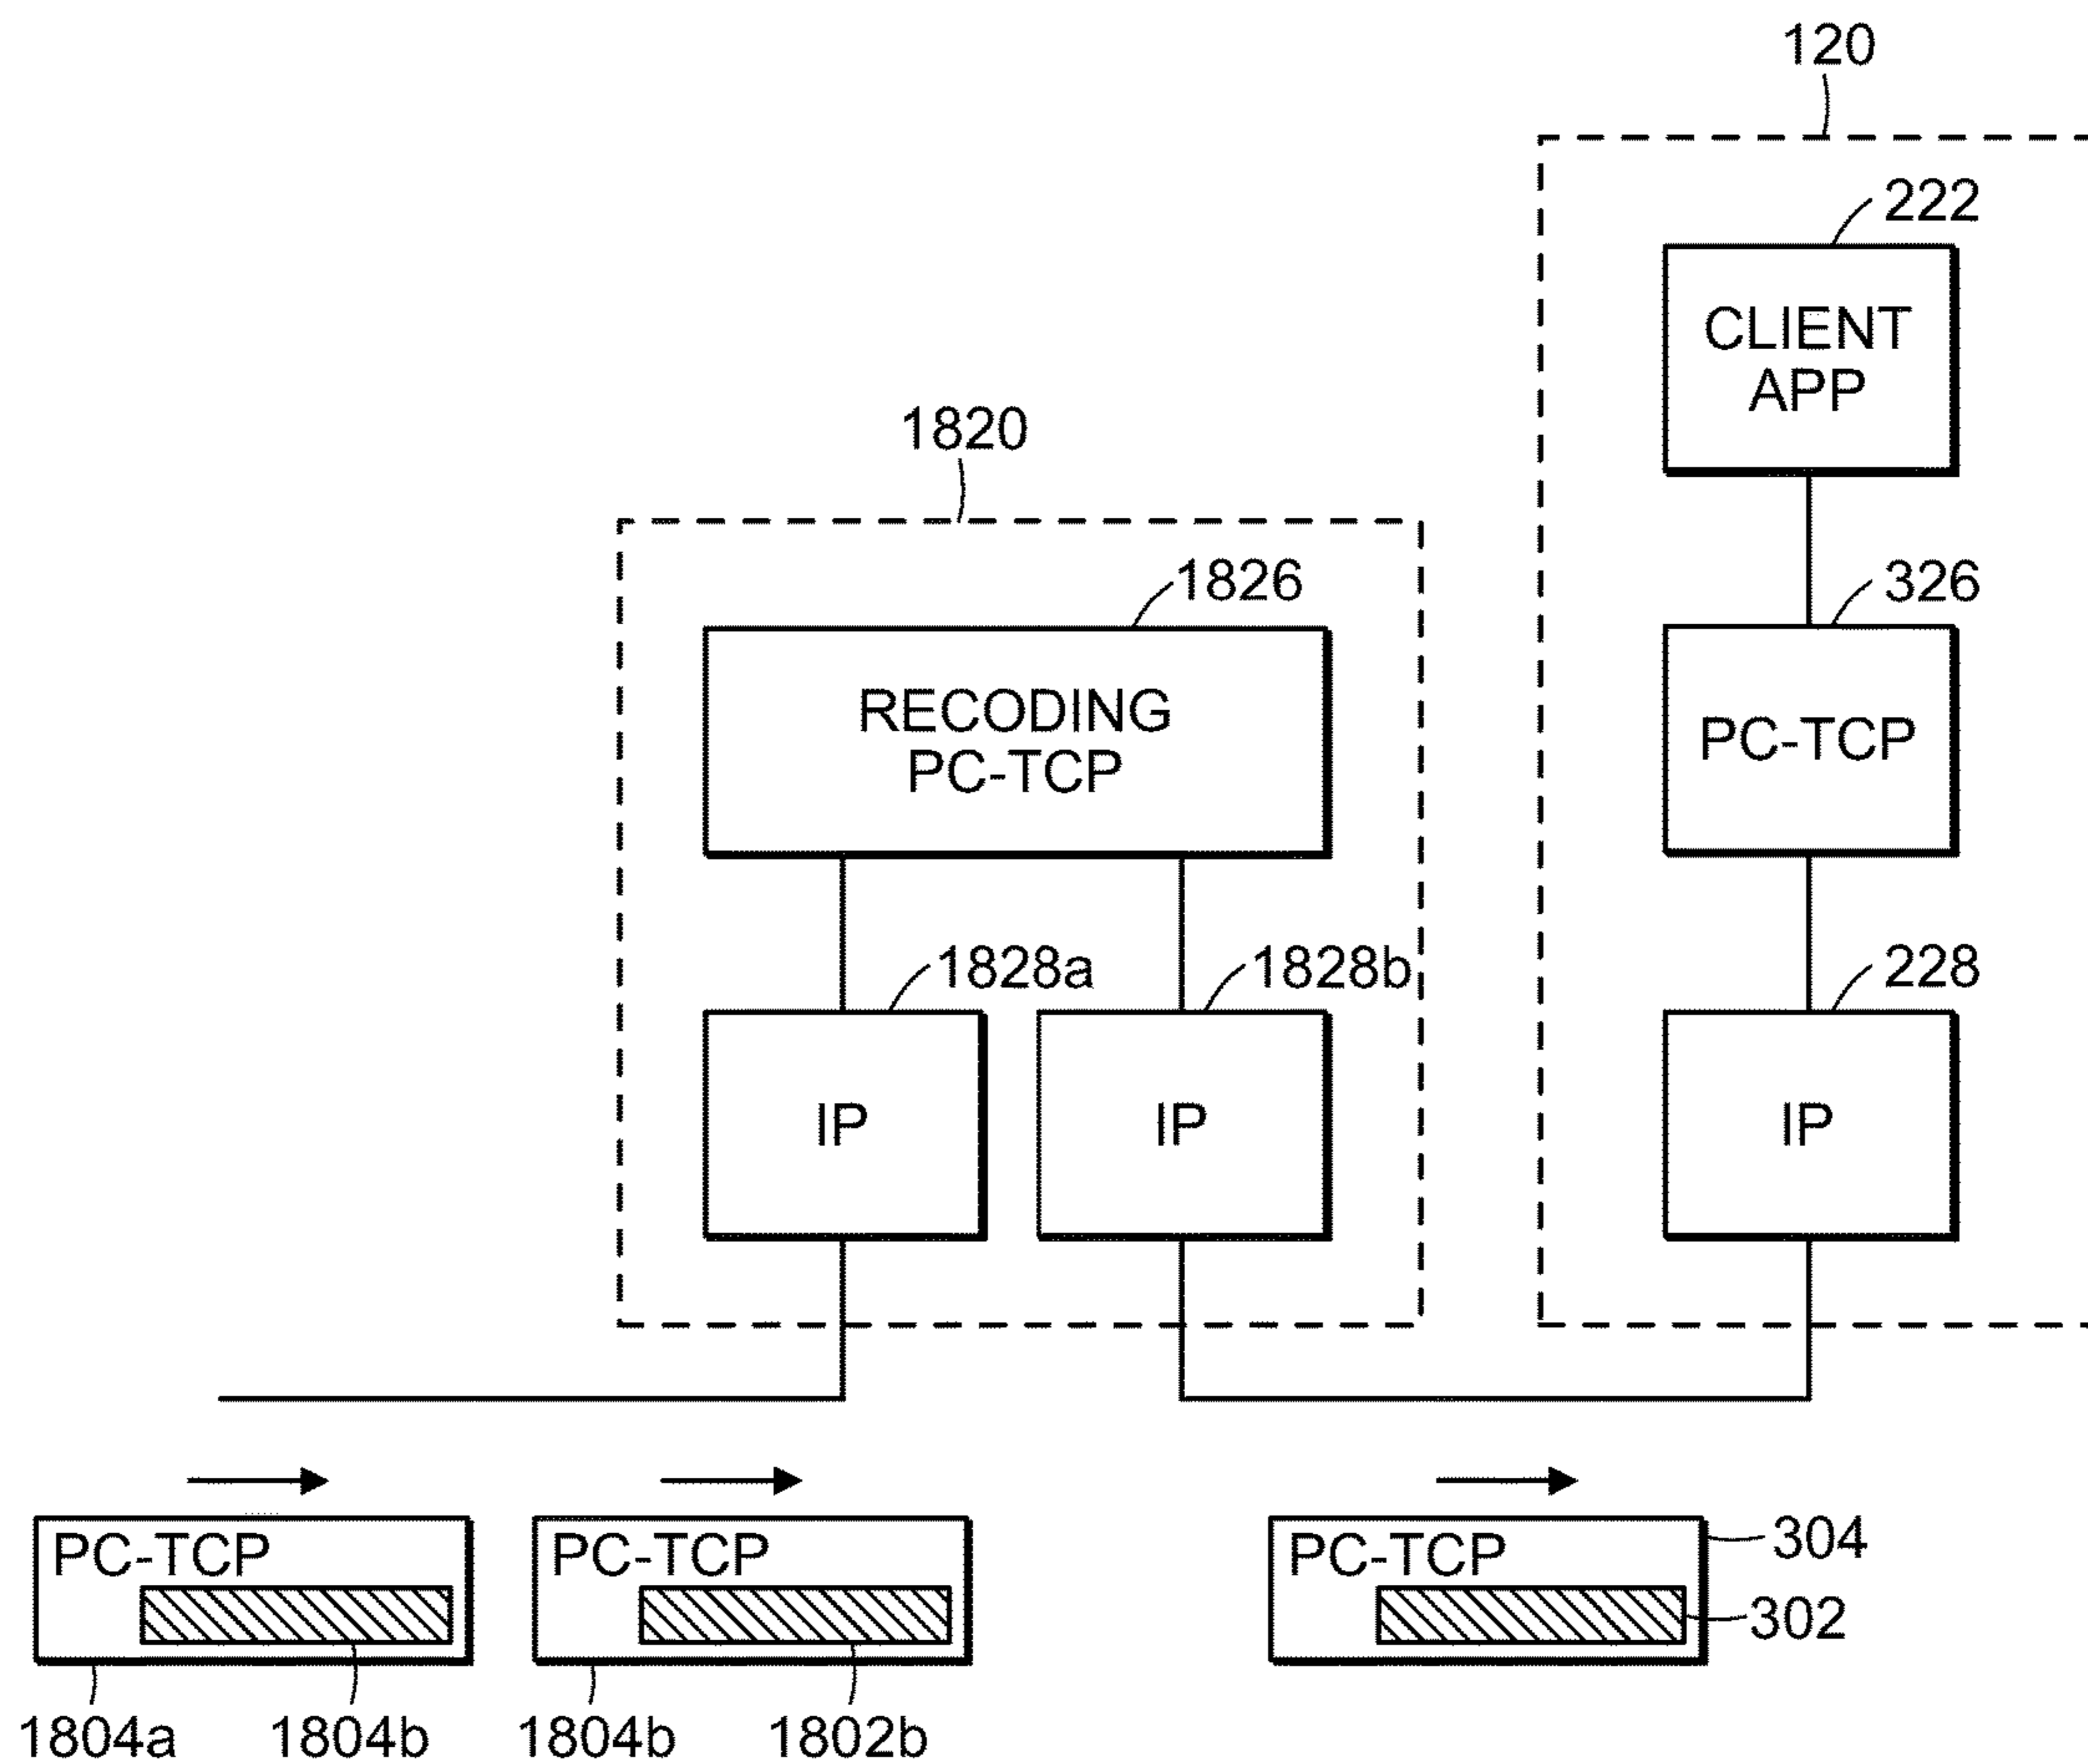 120
222
CLIENT
APP
1820
1826
326
RECODING
PC-TCP
PC-TCP
1828a
1828b
228
IP
IP
IP
PC-TCP
PC-TCP
PC-TCP
304
302
1804a
1804b
1804b
1802b